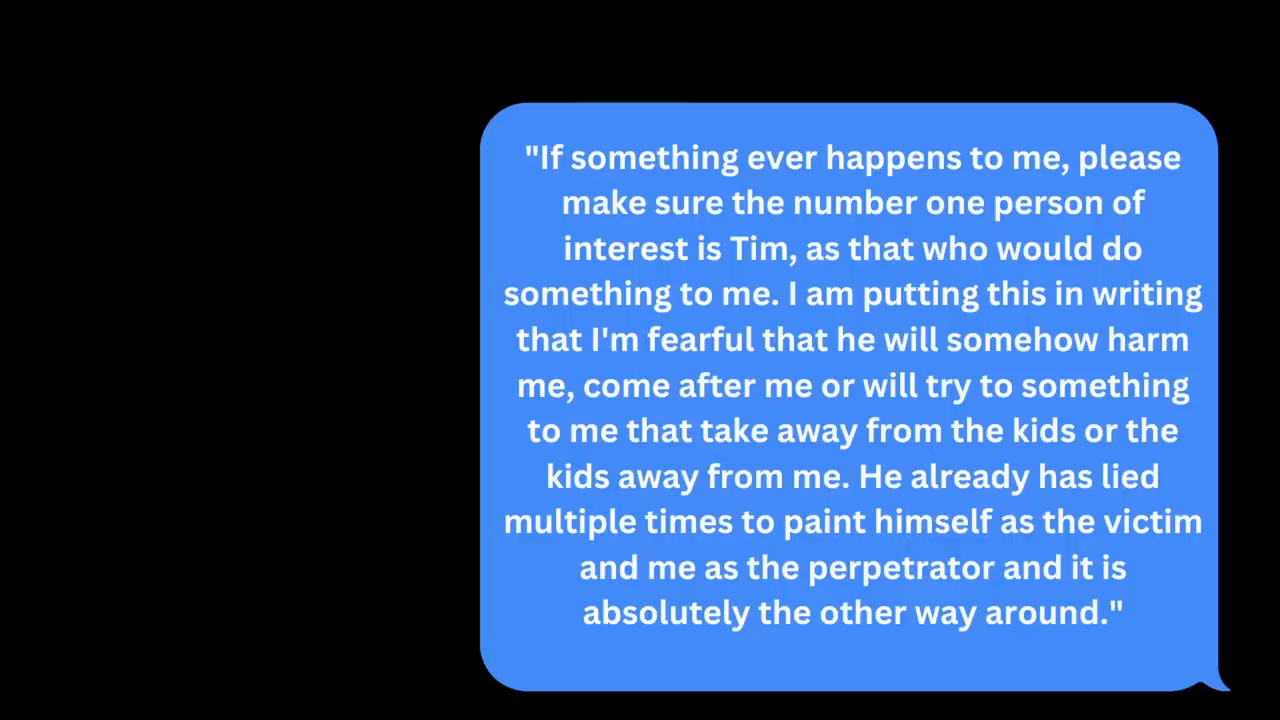 "If something ever happens to me, please
make sure the number one person of
interest is Tim, as that who would do
something to me. I am putting this in writing
that I'm fearful that he will somehow harm
me, come after me or will try to something
to me that take away from the kids or the
kids away from me. He already has lied
multiple times to paint himself as the victim
and me as the perpetrator and it is
absolutely the other way around."